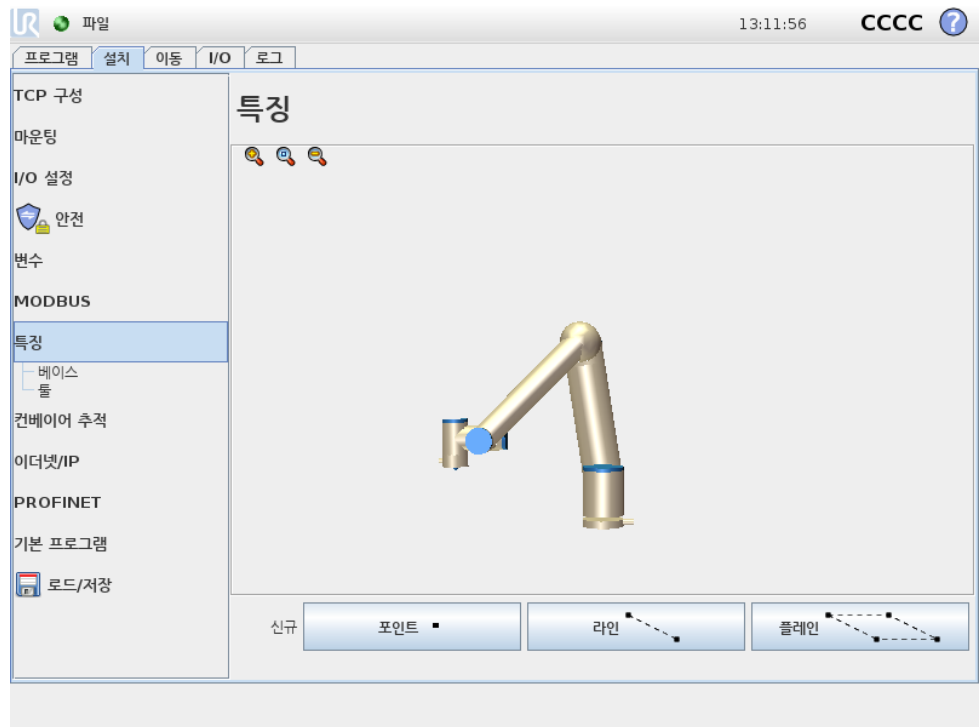 UR 파일 13:11:56 CCCC ?
프로그램 설치 이동 I/O 로그
TCP 구성
마운팅
I/O 설정
안전
변수
MODBUS
특징
베이스
툴
컨베이어 추적
이더넷/IP
PROFINET
기본 프로그램
로드/저장
특징
신규 포인트 라인 플레인